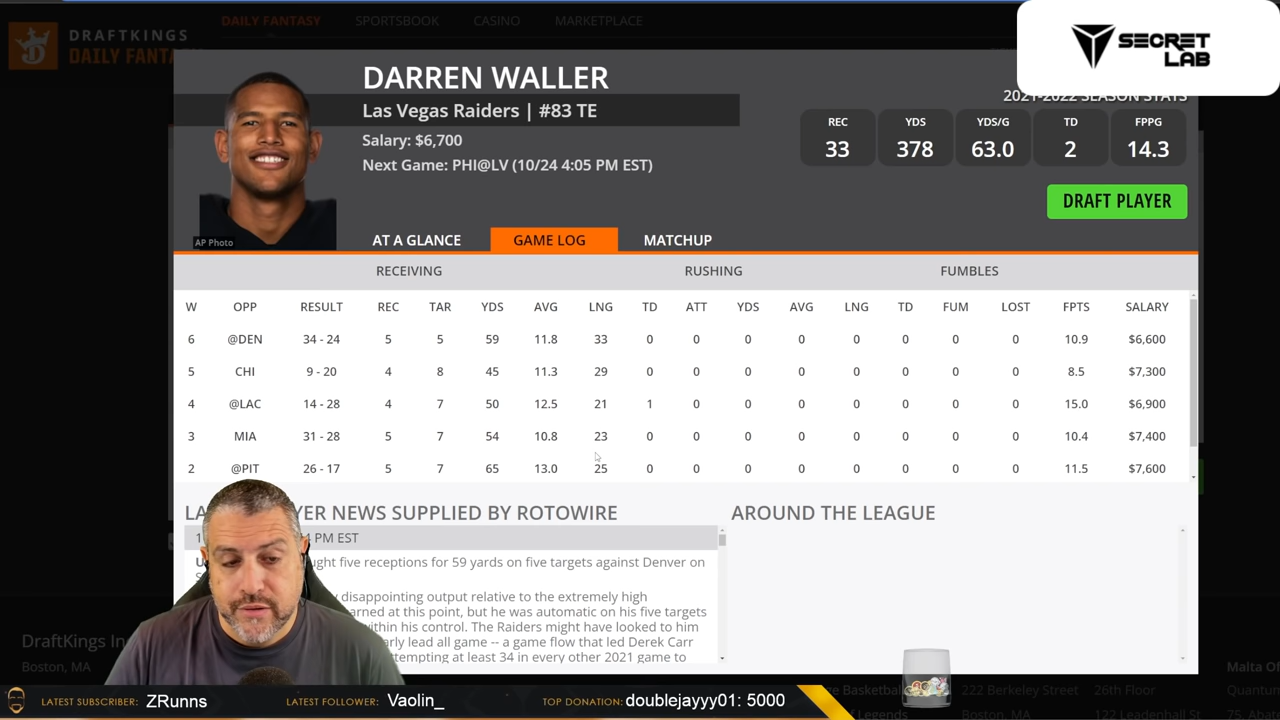 DRAFTKINGS
DAILY FANTASY
SPORTSBOOK
CASINO
MARKETPLACE
SECRET
LAB
DARREN WALLER
Las Vegas Raiders | #83 TE
Salary: $6,700
Next Game: PHI@LV (10/24 4:05 PM EST)
AP Photo
2021-2022 SEASON STATS
REC YDS YDS/G TD FPPG
33 378 63.0 2 14.3
DRAFT PLAYER
AT A GLANCE GAME LOG MATCHUP
RECEIVING RUSHING FUMBLES
W OPP RESULT REC TAR YDS AVG LNG TD ATT YDS AVG LNG TD FUM LOST FPTS SALARY
6 @DEN 34 - 24 5 5 59 11.8 33 0 0 0 0 0 0 0 0 10.9 $6,600
5 CHI 9 - 20 4 8 45 11.3 29 0 0 0 0 0 0 0 0 8.5 $7,300
4 @LAC 14 - 28 4 7 50 12.5 21 1 0 0 0 0 0 0 0 15.0 $6,900
3 MIA 31 - 28 5 7 54 10.8 23 0 0 0 0 0 0 0 0 10.4 $7,400
2 @PIT 26 - 17 5 7 65 13.0 25 0 0 0 0 0 0 0 0 11.5 $7,600
NEWS SUPPLIED BY ROTOWIRE
AROUND THE LEAGUE
PM EST
five receptions for 59 yards on five targets against Denver on
disappointing output relative to the extremely high
at this point, but he was automatic on his five targets
within his control. The Raiders might have looked to him
lead all game -- a game flow that led Derek Carr
at least 34 in every other 2021 game to
DraftKings
Boston, MA
Basketball
of Legends
222 Berkeley Street
Boston, MA
26th Floor
122 Leadenhall St
Malta
LATEST SUBSCRIBER: ZRunns
LATEST FOLLOWER: Vaolin_
TOP DONATION: doublejayyy01: 5000